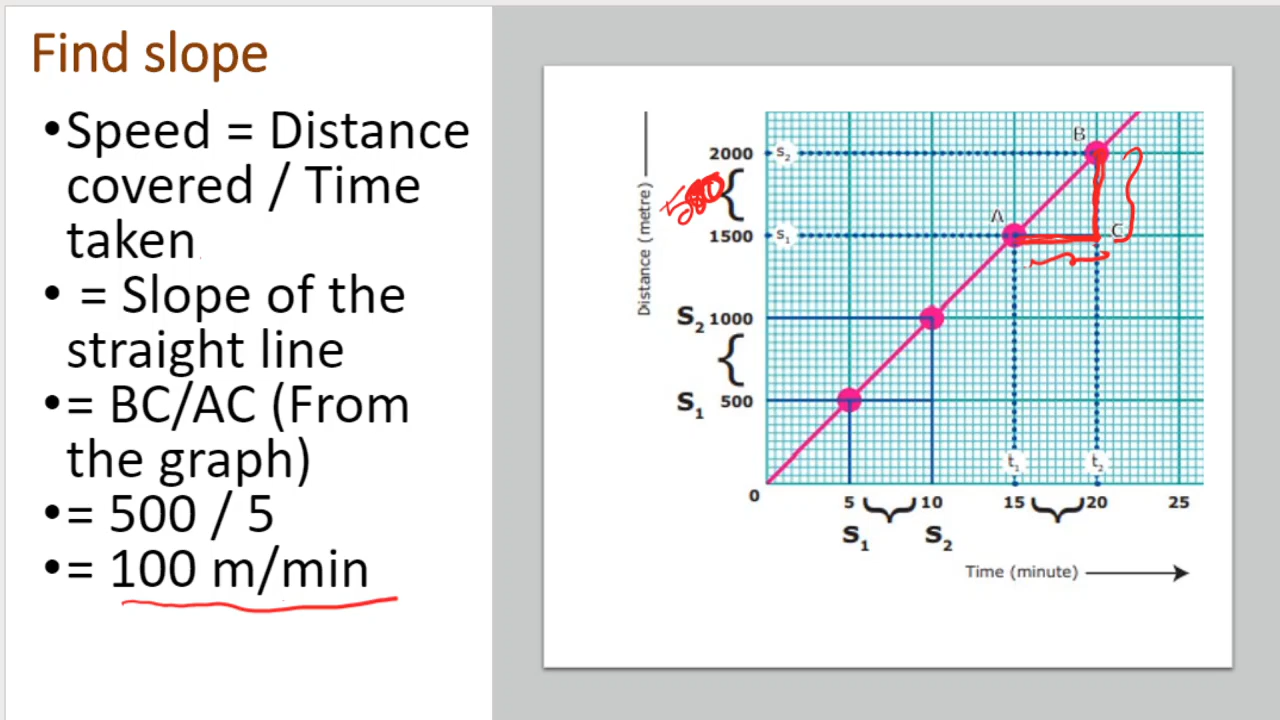 Find slope
•Speed = Distance
covered / Time
taken
• = Slope of the
straight line
•= BC/AC (From
the graph)
•= 500 / 5
•= 100 m/min
Distance (metre)
2000
1500
S₂ 1000
S₁ 500
0
500
s₂
s₁
B
A
C
t₁
t₂
5 10 15 20 25
S₁ S₂
Time (minute)